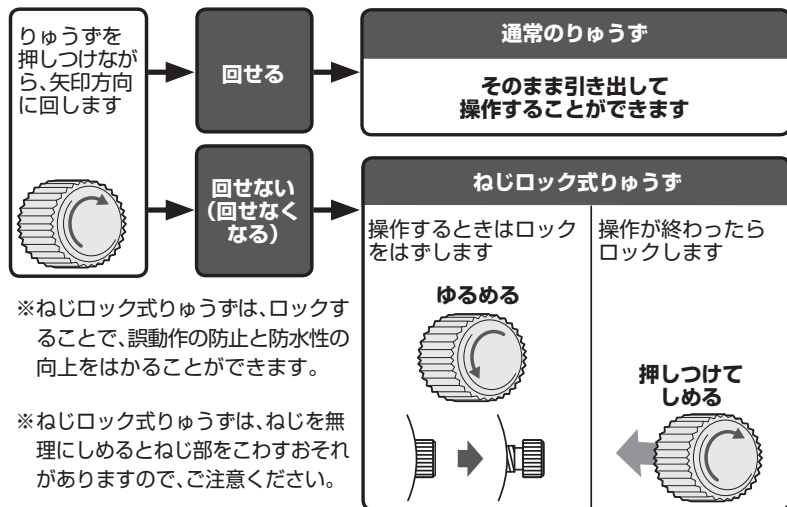 りゅうずを
押しつけなが
ら、矢印方向
に回します
回せる
通常のりゅうず
そのまま引き出して
操作することができます
回せない
(回せなく
なる)
ねじロック式りゅうず
操作するときはロック
をはずします
ゆるめる
操作が終わったら
ロックします
押しつけて
しめる
※ねじロック式りゅうずは、ロックす
ることで、誤動作の防止と防水性の
向上をはかることができます。
※ねじロック式りゅうずは、ねじを無
理にしめるとねじ部をこわすおそれ
がありますので、ご注意ください。